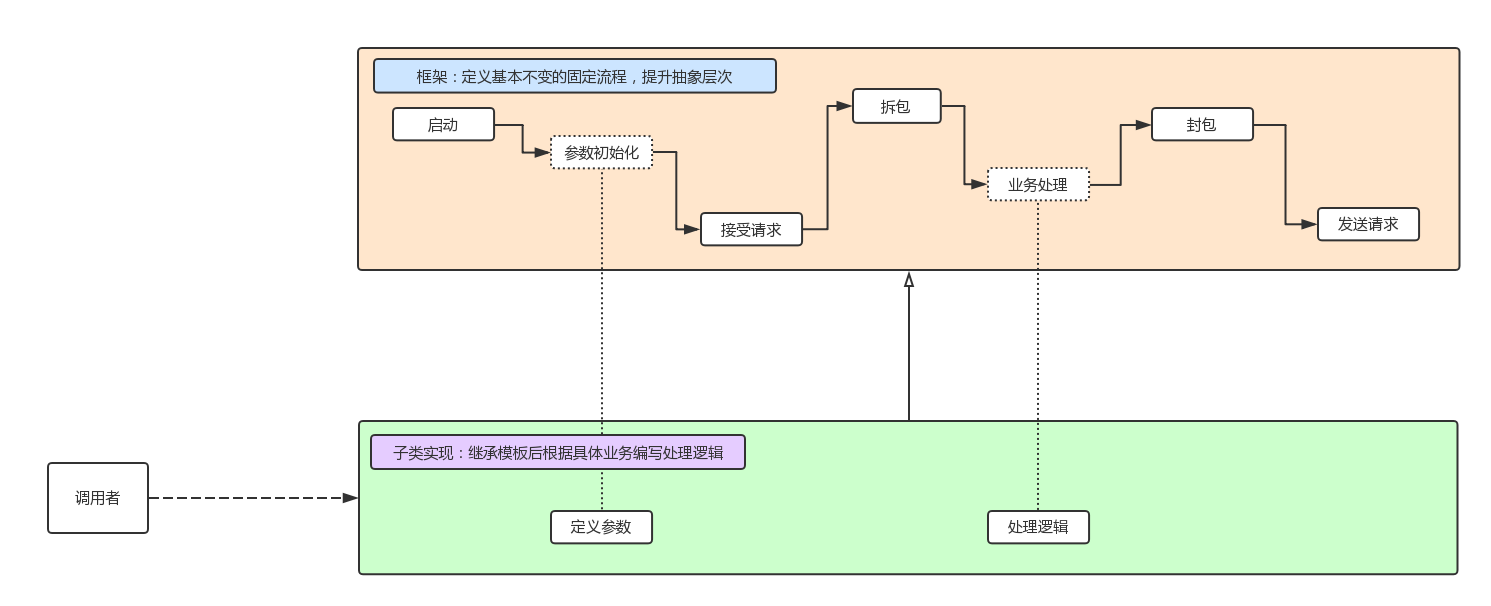 框架：定义基本不变的固定流程，提升抽象层次
启动
参数初始化
接受请求
拆包
业务处理
封包
发送请求
子类实现：继承模板后根据具体业务编写处理逻辑
调用者
定义参数
处理逻辑